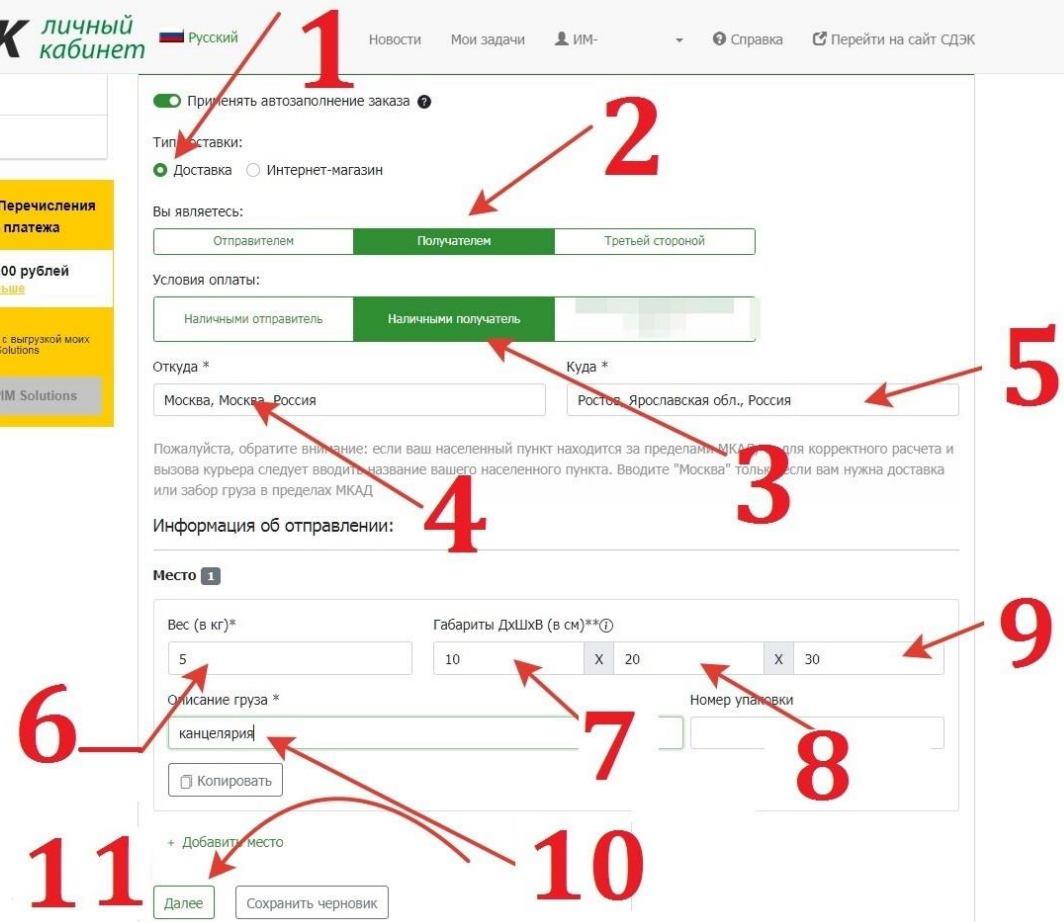 К личный кабинет Русский Новости Мои задачи ИМ- Справка Перейти на сайт СДЭК
1
Применять автозаполнение заказа
2
Тип доставки:
Доставка Интернет-магазин
Перечисления
платежа
Вы являетесь:
Отправителем Получателем Третьей стороной
00 рублей
Условия оплаты:
Наличными отправитель Наличными получатель
с выгрузкой моих
Solutions
5
Откуда * Куда *
IM Solutions
Москва, Москва, Россия Ростов, Ярославская обл., Россия
Пожалуйста, обратите внимание: если ваш населенный пункт находится за пределами МКАД для корректного расчета и
вызова курьера следует вводить название вашего населенного пункта. Вводите "Москва" только если вам нужна доставка
или забор груза в пределах МКАД
3
4
Информация об отправлении:
Место 1
Вес (в кг)* Габариты ДxШxВ (в см)**
9
5 10 X 20 X 30
Описание груза * Номер упаковки
6 7 8
канцелярия
Копировать
+ Добавить место
11 10
Далее Сохранить черновик